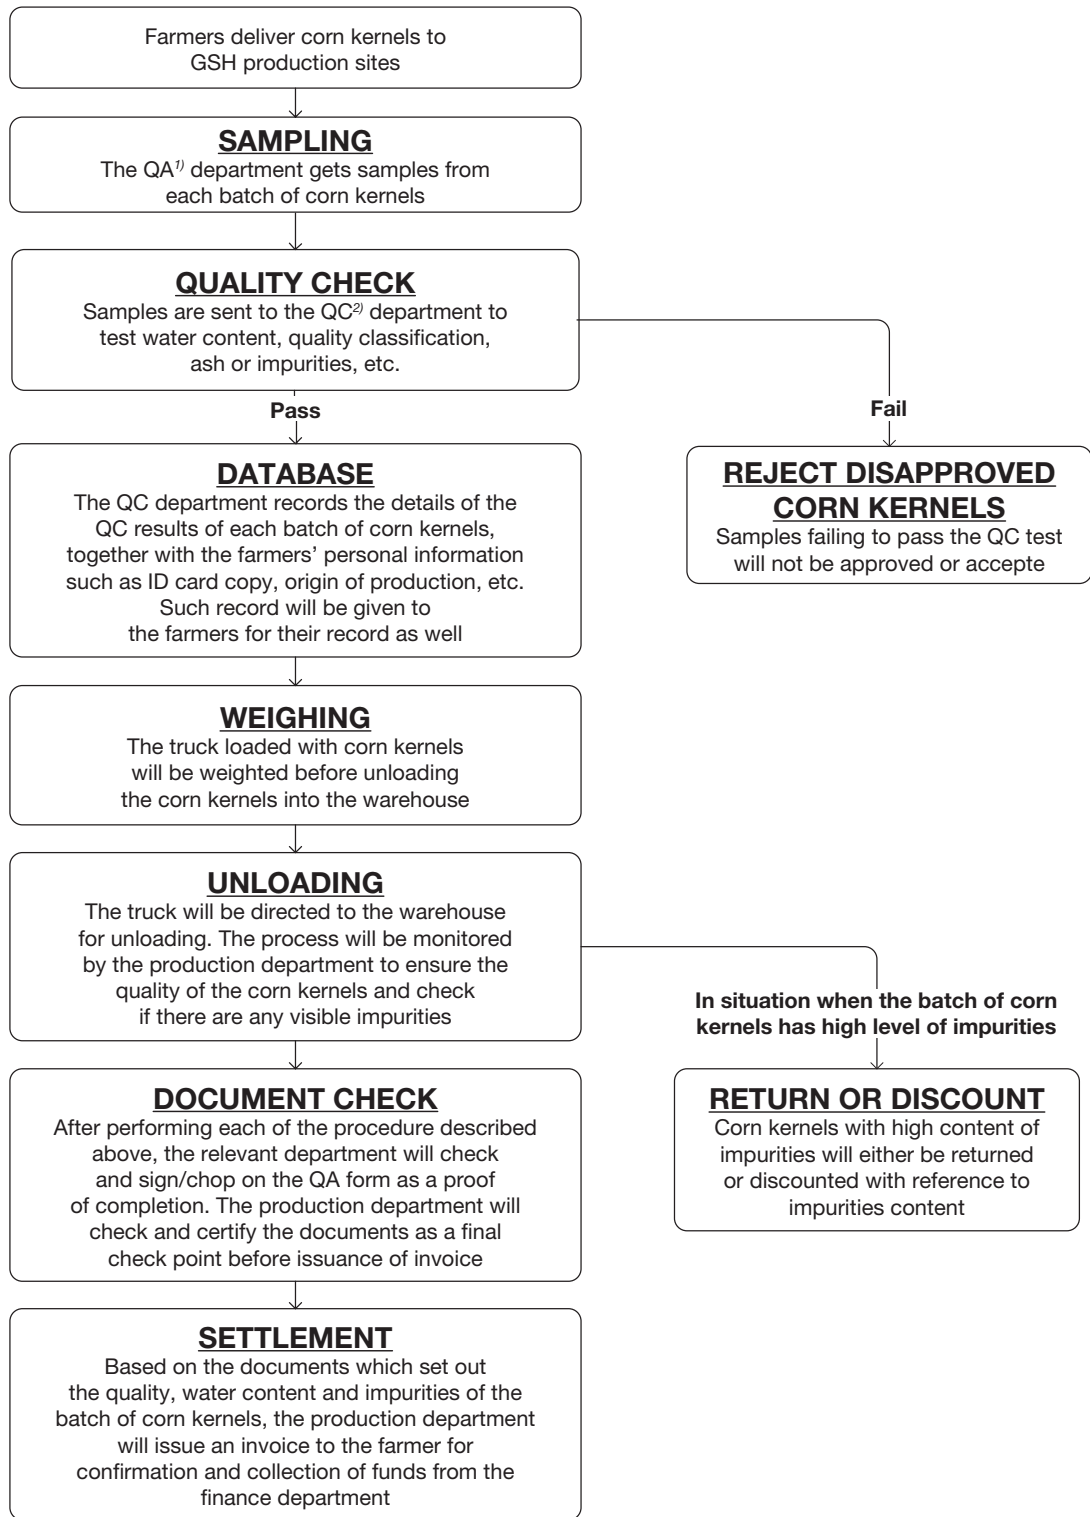 Farmers deliver corn kernels to
GSH production sites
SAMPLING
The QA1) department gets samples from
each batch of corn kernels
QUALITY CHECK
Samples are sent to the QC2) department to
test water content, quality classification,
ash or impurities, etc.
Pass
Fail
DATABASE
The QC department records the details of the
QC results of each batch of corn kernels,
together with the farmers’ personal information
such as ID card copy, origin of production, etc.
Such record will be given to
the farmers for their record as well
REJECT DISAPPROVED
CORN KERNELS
Samples failing to pass the QC test
will not be approved or accepte
WEIGHING
The truck loaded with corn kernels
will be weighted before unloading
the corn kernels into the warehouse
UNLOADING
The truck will be directed to the warehouse
for unloading. The process will be monitored
by the production department to ensure the
quality of the corn kernels and check
if there are any visible impurities
In situation when the batch of corn
kernels has high level of impurities
DOCUMENT CHECK
After performing each of the procedure described
above, the relevant department will check
and sign/chop on the QA form as a proof
of completion. The production department will
check and certify the documents as a final
check point before issuance of invoice
RETURN OR DISCOUNT
Corn kernels with high content of
impurities will either be returned
or discounted with reference to
impurities content
SETTLEMENT
Based on the documents which set out
the quality, water content and impurities of the
batch of corn kernels, the production department
will issue an invoice to the farmer for
confirmation and collection of funds from the
finance department